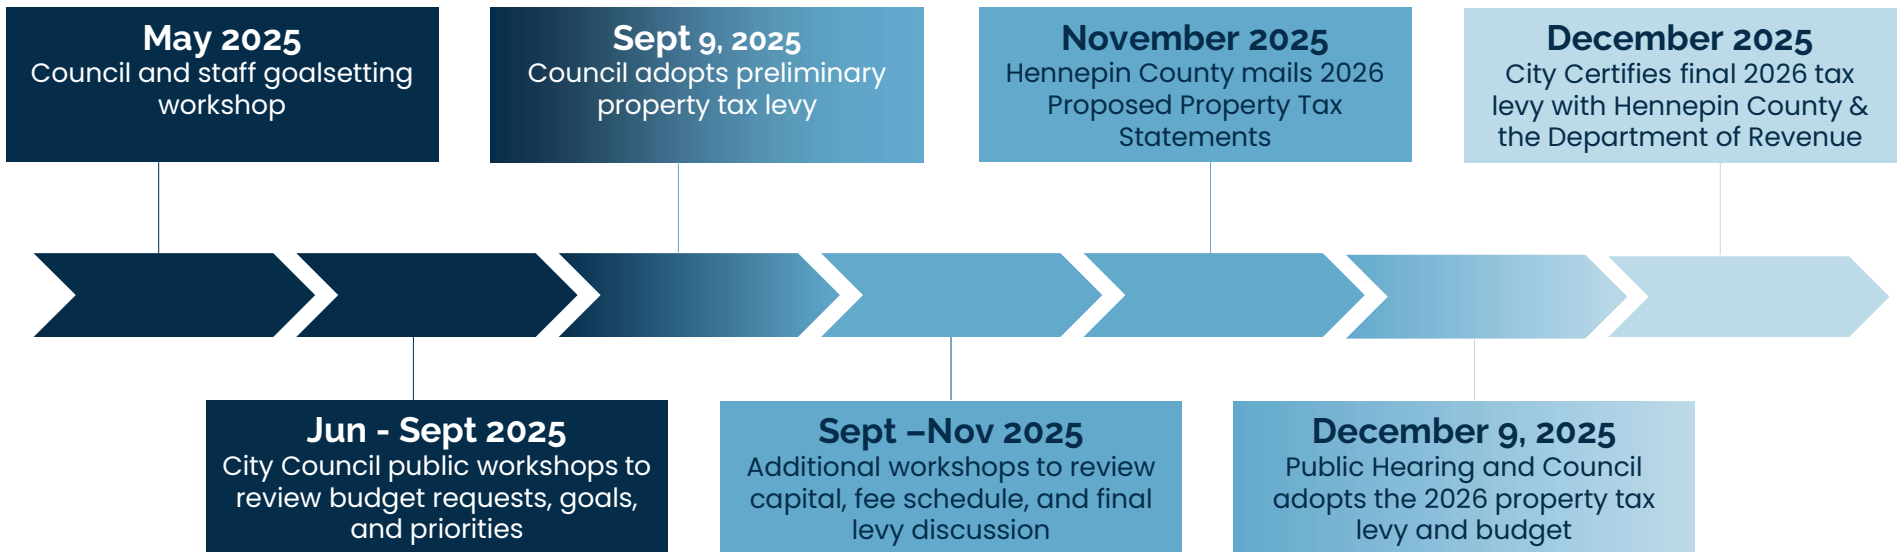 May 2025
Council and staff goalsetting
workshop
Sept 9, 2025
Council adopts preliminary
property tax levy
November 2025
Hennepin County mails 2026
Proposed Property Tax
Statements
December 2025
City Certifies final 2026 tax
levy with Hennepin County &
the Department of Revenue
Jun - Sept 2025
City Council public workshops to
review budget requests, goals,
and priorities
Sept –Nov 2025
Additional workshops to review
capital, fee schedule, and final
levy discussion
December 9, 2025
Public Hearing and Council
adopts the 2026 property tax
levy and budget